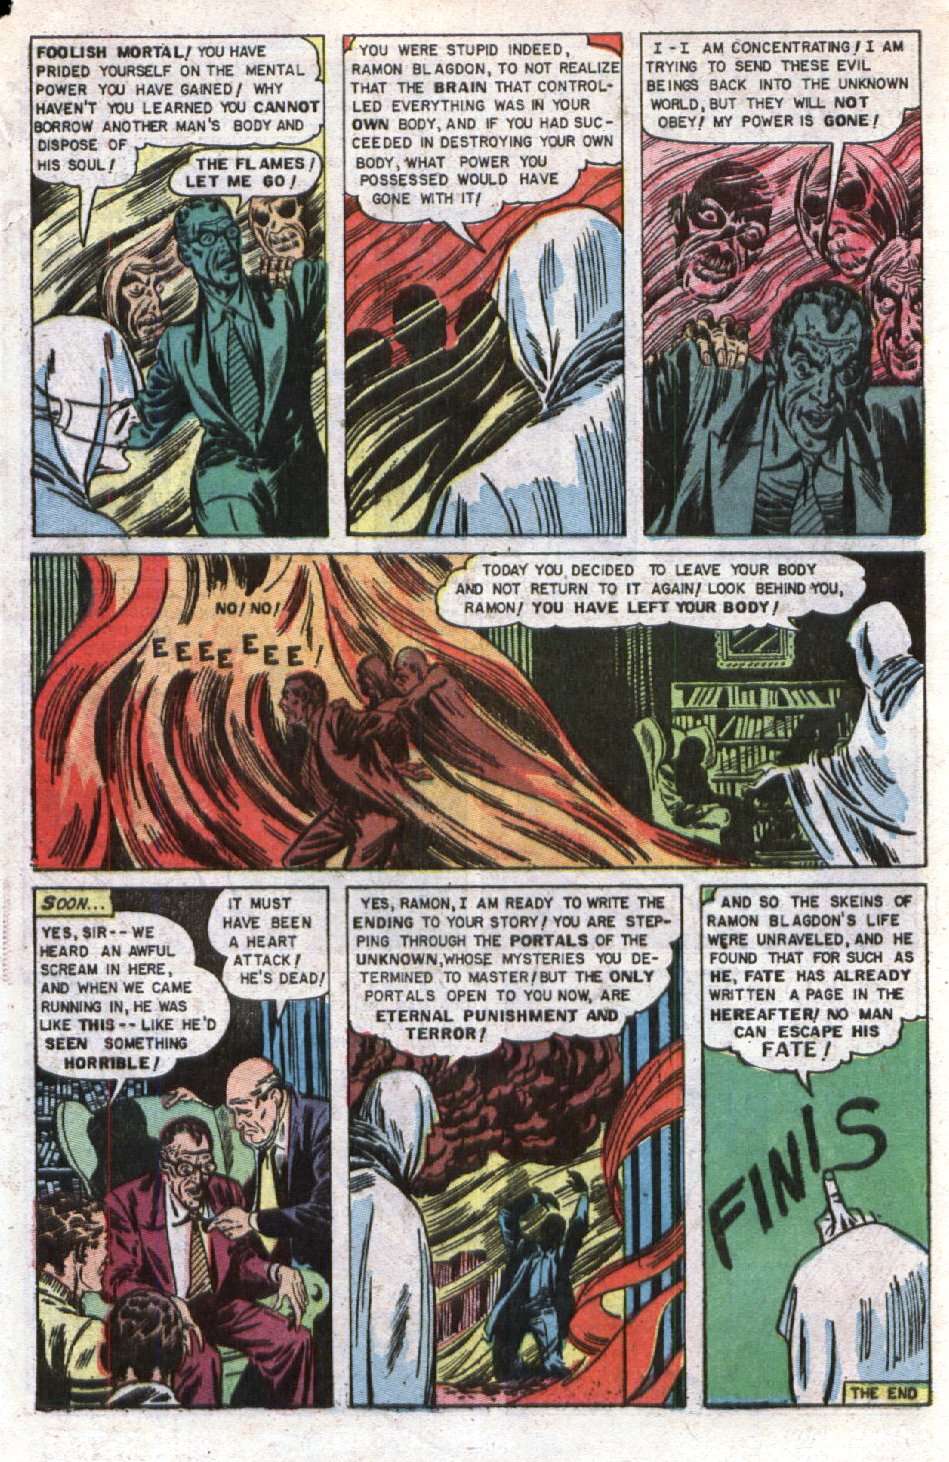 FOOLISH MORTAL! YOU HAVE
PRIDED YOURSELF ON THE MENTAL
POWER YOU HAVE GAINED! WHY
HAVEN'T YOU LEARNED YOU CANNOT
BORROW ANOTHER MAN'S BODY AND
DISPOSE OF
HIS SOUL!
THE FLAMES!
LET ME GO!
YOU WERE STUPID INDEED,
RAMON BLAGDON, TO NOT REALIZE
THAT THE BRAIN THAT CONTROL-
LED EVERYTHING WAS IN YOUR
OWN BODY, AND IF YOU HAD SUC-
CEEDED IN DESTROYING YOUR OWN
BODY, WHAT POWER YOU
POSSESSED WOULD HAVE
GONE WITH IT!
I-I AM CONCENTRATING! I AM
TRYING TO SEND THESE EVIL
BEINGS BACK INTO THE UNKNOWN
WORLD, BUT THEY WILL NOT
OBEY! MY POWER IS GONE!
NO! NO!
EEEEEEE!
TODAY YOU DECIDED TO LEAVE YOUR BODY
AND NOT RETURN TO IT AGAIN! LOOK BEHIND YOU,
RAMON! YOU HAVE LEFT YOUR BODY!
SOON...
YES, SIR-- WE
HEARD AN AWFUL
SCREAM IN HERE,
AND WHEN WE CAME
RUNNING IN, HE WAS
LIKE THIS-- LIKE HE'D
SEEN SOMETHING
HORRIBLE!
IT MUST
HAVE BEEN
A HEART
ATTACK!
HE'S DEAD!
YES, RAMON, I AM READY TO WRITE THE
ENDING TO YOUR STORY! YOU ARE STEP-
PING THROUGH THE PORTALS OF THE
UNKNOWN, WHOSE MYSTERIES YOU DE-
TERMINED TO MASTER! BUT THE ONLY
PORTALS OPEN TO YOU NOW, ARE
ETERNAL PUNISHMENT AND
TERROR!
AND SO THE SKEINS OF
RAMON BLAGDON'S LIFE
WERE UNRAVELED, AND HE
FOUND THAT FOR SUCH AS
HE, FATE HAS ALREADY
WRITTEN A PAGE IN THE
HEREAFTER! NO MAN
CAN ESCAPE HIS
FATE!
FINIS
THE END